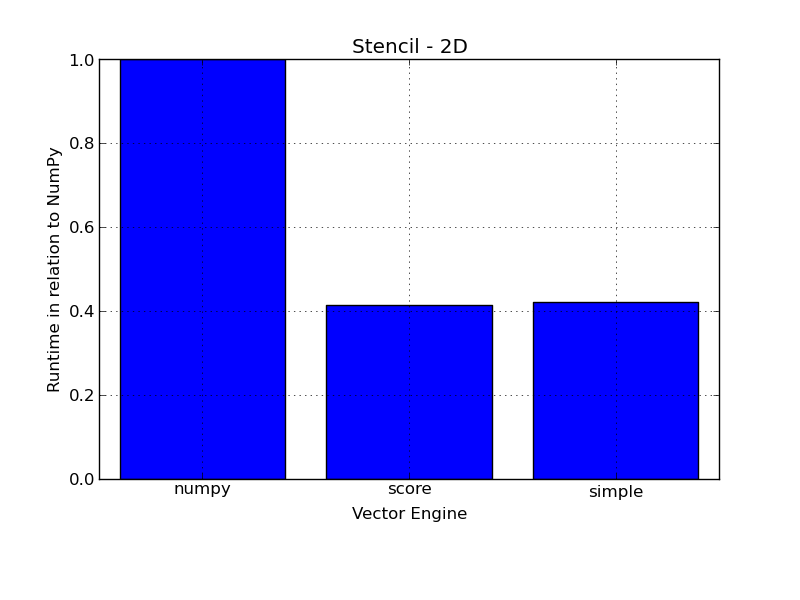 Stencil - 2D
1.0
0.8
0.6
0.4
0.2
0.0
Runtime in relation to NumPy
numpy score simple
Vector Engine